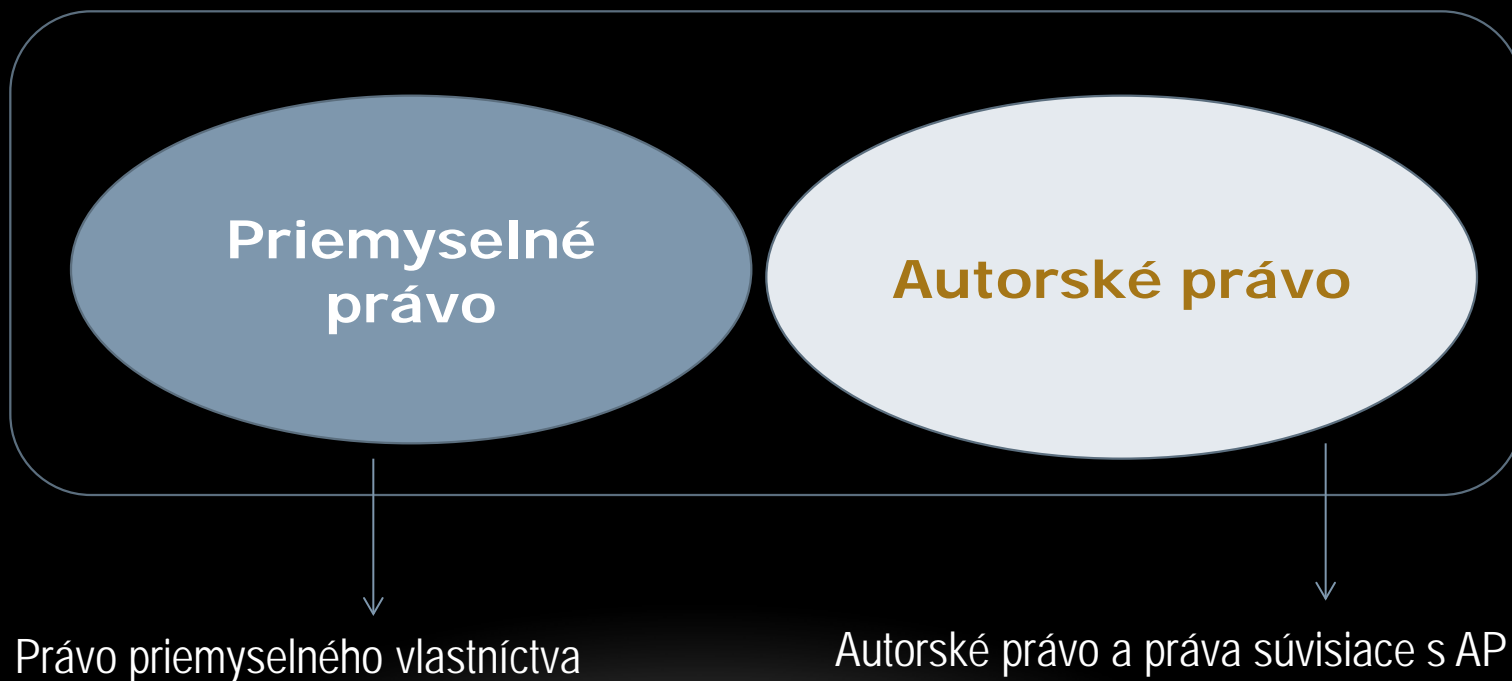 Priemyselné
právo
Autorské právo
Právo priemyselného vlastníctva
Autorské právo a práva súvisiace s AP